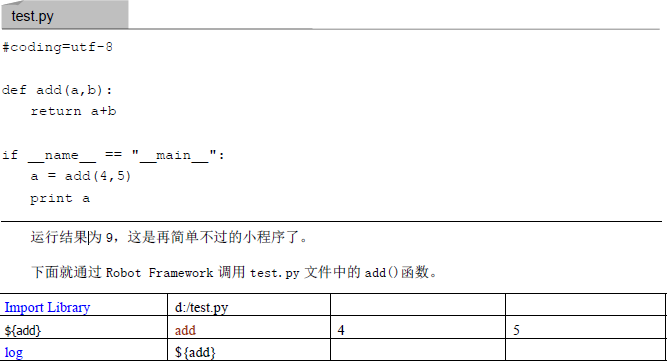 test.py
#coding=utf-8
def add(a,b):
return a+b
if __name__ == "__main__":
a = add(4,5)
print a
运行结果为 9，这是再简单不过的小程序了。
下面就通过 Robot Framework 调用 test.py 文件中的 add()函数。
Import Library d:/test.py
${add} add 4 5
log ${add}